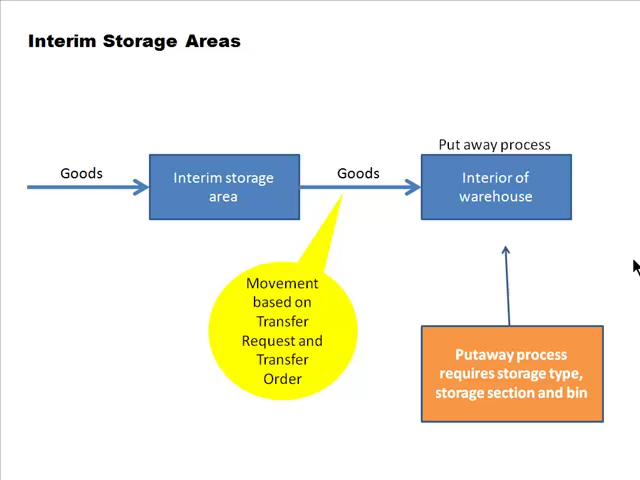 Interim Storage Areas
Put away process
Goods
Interim storage
area
Goods
Interior of
warehouse
Movement
based on
Transfer
Request and
Transfer
Order
Putaway process
requires storage type,
storage section and bin